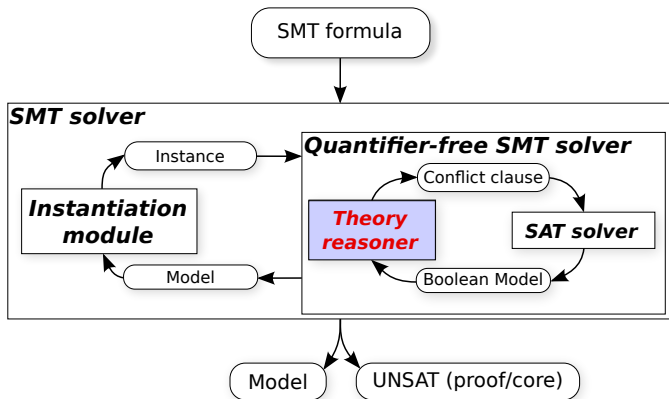 SMT formula
SMT solver
Quantifier-free SMT solver
Instance
Conflict clause
Instantiation
module
Theory
reasoner
SAT solver
Model
Boolean Model
Model
UNSAT (proof/core)